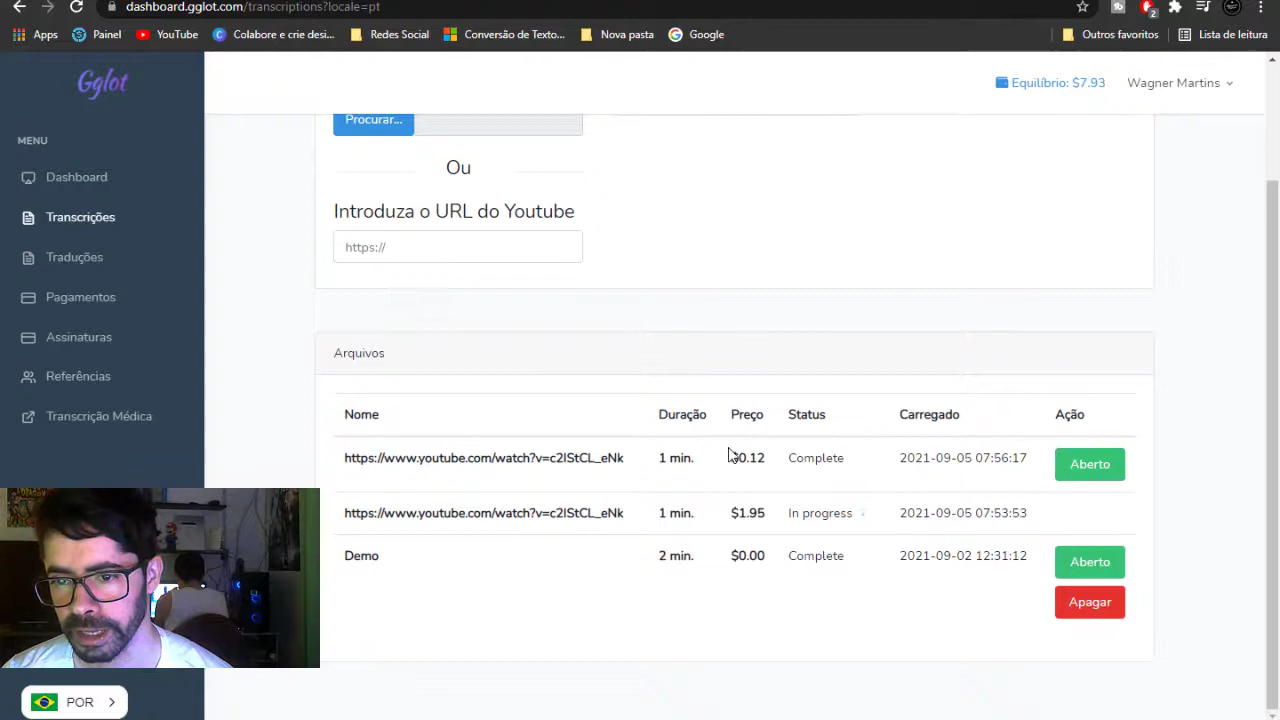 dashboard.gglot.com/transcriptions?locale=pt
2
Apps Painel YouTube Colabore e crie desi... Redes Social Conversão de Texto... Nova pasta Google Outros favoritos Lista de leitura
Gglot
Equilíbrio: $7.93 Wagner Martins
MENU
Dashboard
Transcrições
Traduções
Pagamentos
Assinaturas
Referências
Transcrição Médica
Procurar...
Ou
Introduza o URL do Youtube
https://
Arquivos
Nome Duração Preço Status Carregado Ação
https://www.youtube.com/watch?v=c2IStCL_eNk 1 min. $0.12 Complete 2021-09-05 07:56:17 Aberto
https://www.youtube.com/watch?v=c2IStCL_eNk 1 min. $1.95 In progress 2021-09-05 07:53:53
Demo 2 min. $0.00 Complete 2021-09-02 12:31:12 Aberto
Apagar
POR